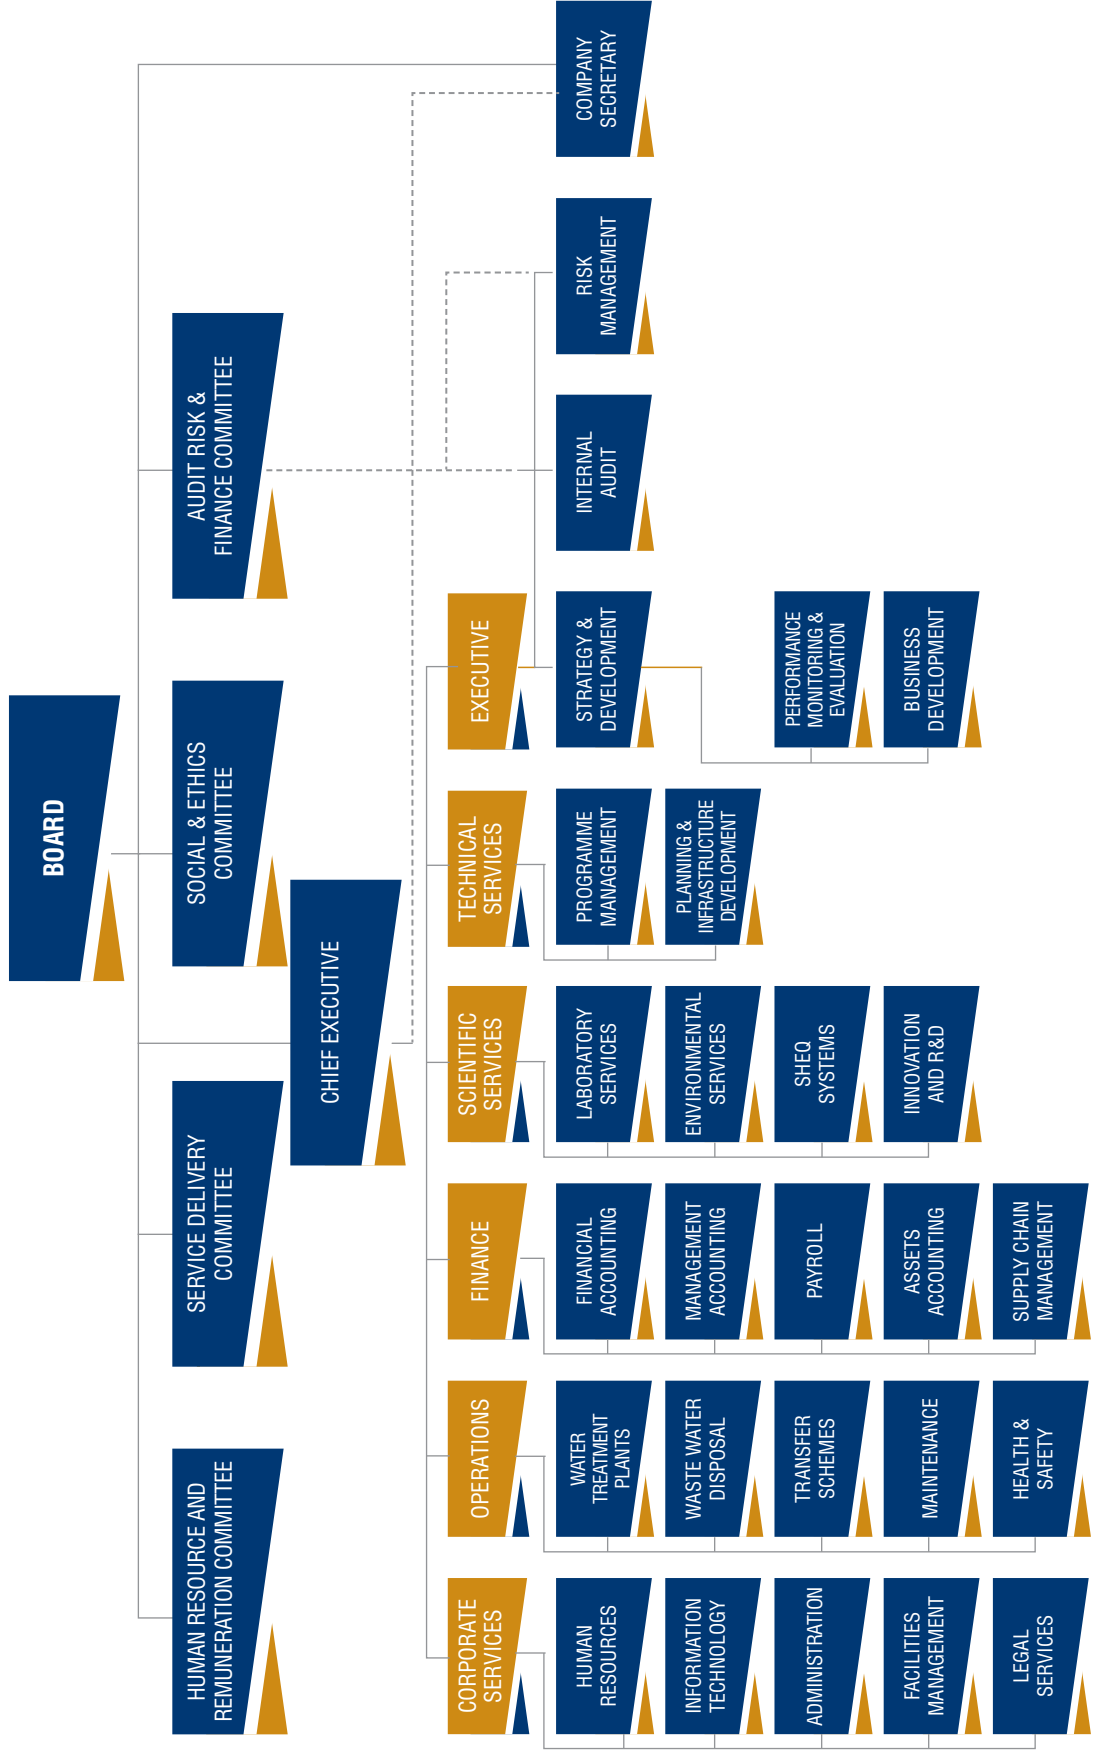 BOARD
HUMAN RESOURCE AND
REMUNERATION COMMITTEE
SERVICE DELIVERY
COMMITTEE
SOCIAL & ETHICS
COMMITTEE
AUDIT RISK &
FINANCE COMMITTEE
CHIEF EXECUTIVE
CORPORATE
SERVICES
OPERATIONS
FINANCE
SCIENTIFIC
SERVICES
TECHNICAL
SERVICES
EXECUTIVE
HUMAN
RESOURCES
WATER
TREATMENT
PLANTS
FINANCIAL
ACCOUNTING
LABORATORY
SERVICES
PROGRAMME
MANAGEMENT
STRATEGY &
DEVELOPMENT
INTERNAL
AUDIT
RISK
MANAGEMENT
COMPANY
SECRETARY
INFORMATION
TECHNOLOGY
WASTE WATER
DISPOSAL
MANAGEMENT
ACCOUNTING
ENVIRONMENTAL
SERVICES
PLANNING &
INFRASTRUCTURE
DEVELOPMENT
ADMINISTRATION
TRANSFER
SCHEMES
PAYROLL
SHEQ
SYSTEMS
PERFORMANCE
MONITORING &
EVALUATION
FACILITIES
MANAGEMENT
MAINTENANCE
ASSETS
ACCOUNTING
INNOVATION
AND R&D
BUSINESS
DEVELOPMENT
LEGAL
SERVICES
HEALTH &
SAFETY
SUPPLY CHAIN
MANAGEMENT